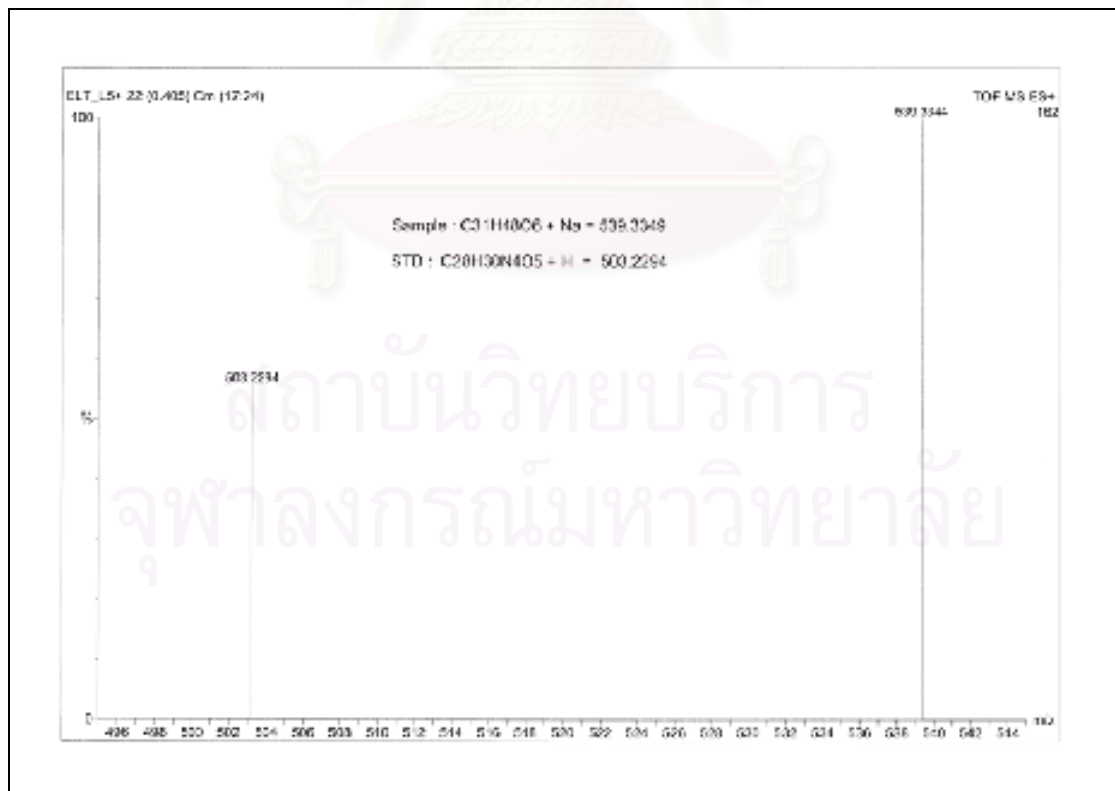 ELT_L5+ 22 (0.405) Cm (17:24)
TOF MS ES+
100
539.3344
162
Sample : C31H48O6 + Na = 539.3349
STD : C28H30N4O5 + H = 503.2294
503.2294
สถาบันวิทยบริการ
%
จุฬาลงกรณ์มหาวิทยาลัย
0
496 498 500 502 504 506 508 510 512 514 516 518 520 522 524 526 528 530 532 534 536 538 540 542 544